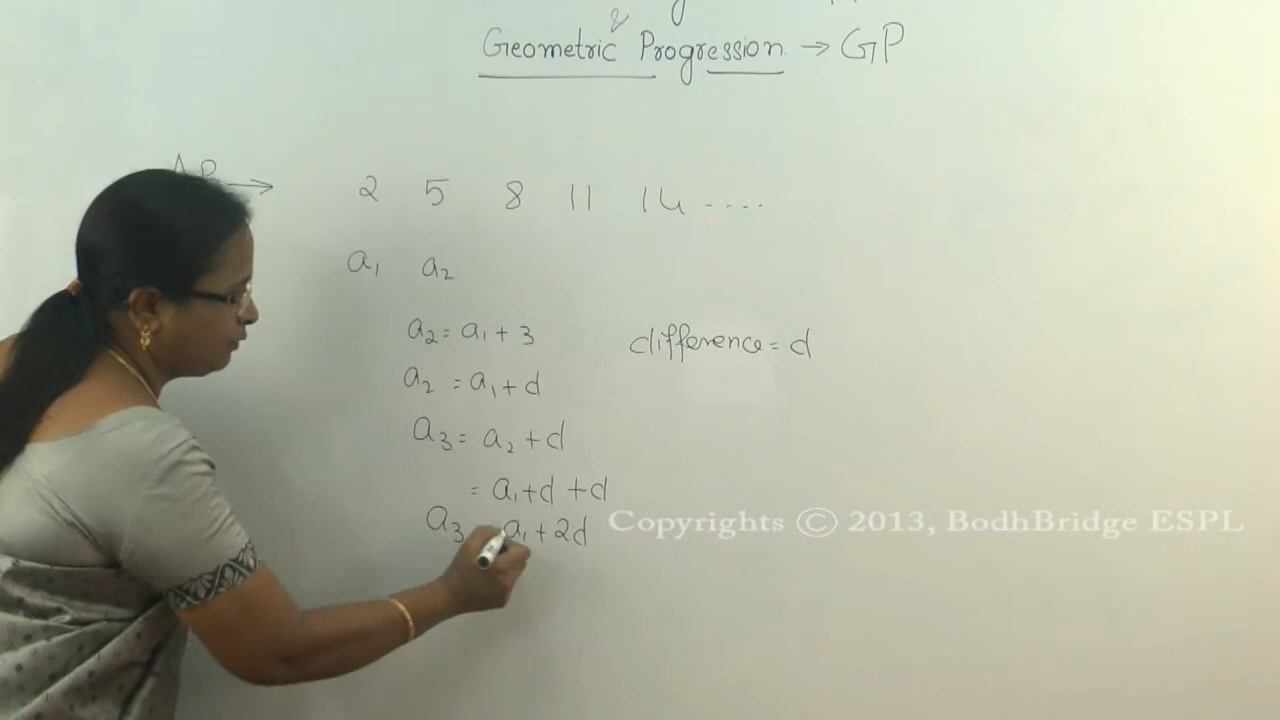 &
Geometric Progression → GP
AP → 2 5 8 11 14 ....
a₁ a₂
a₂ = a₁ + 3 difference = d
a₂ = a₁ + d
a₃ = a₂ + d
= a₁ + d + d
a₃ a₁ + 2d
Copyrights © 2013, BodhBridge ESPL